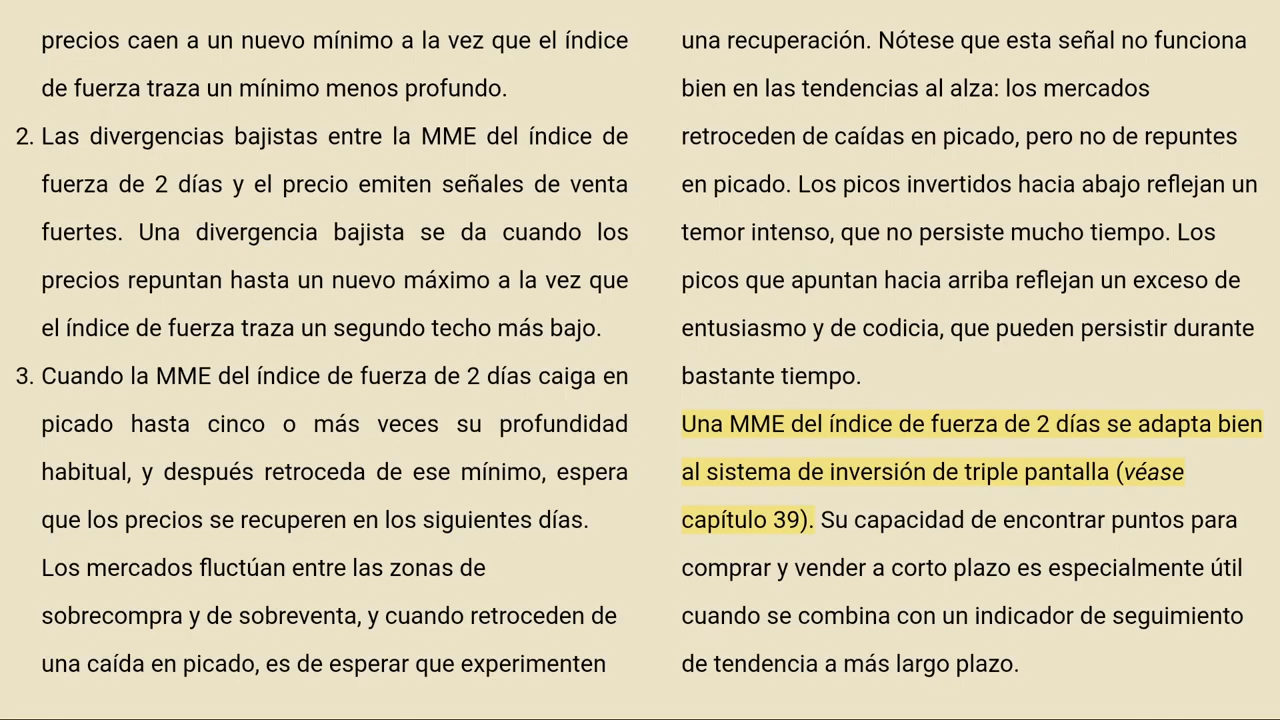 precios caen a un nuevo mínimo a la vez que el índice
de fuerza traza un mínimo menos profundo.
2. Las divergencias bajistas entre la MME del índice de
fuerza de 2 días y el precio emiten señales de venta
fuertes. Una divergencia bajista se da cuando los
precios repuntan hasta un nuevo máximo a la vez que
el índice de fuerza traza un segundo techo más bajo.
3. Cuando la MME del índice de fuerza de 2 días caiga en
picado hasta cinco o más veces su profundidad
habitual, y después retroceda de ese mínimo, espera
que los precios se recuperen en los siguientes días.
Los mercados fluctúan entre las zonas de
sobrecompra y de sobreventa, y cuando retroceden de
una caída en picado, es de esperar que experimenten
una recuperación. Nótese que esta señal no funciona
bien en las tendencias al alza: los mercados
retroceden de caídas en picado, pero no de repuntes
en picado. Los picos invertidos hacia abajo reflejan un
temor intenso, que no persiste mucho tiempo. Los
picos que apuntan hacia arriba reflejan un exceso de
entusiasmo y de codicia, que pueden persistir durante
bastante tiempo.
Una MME del índice de fuerza de 2 días se adapta bien
al sistema de inversión de triple pantalla (véase
capítulo 39). Su capacidad de encontrar puntos para
comprar y vender a corto plazo es especialmente útil
cuando se combina con un indicador de seguimiento
de tendencia a más largo plazo.